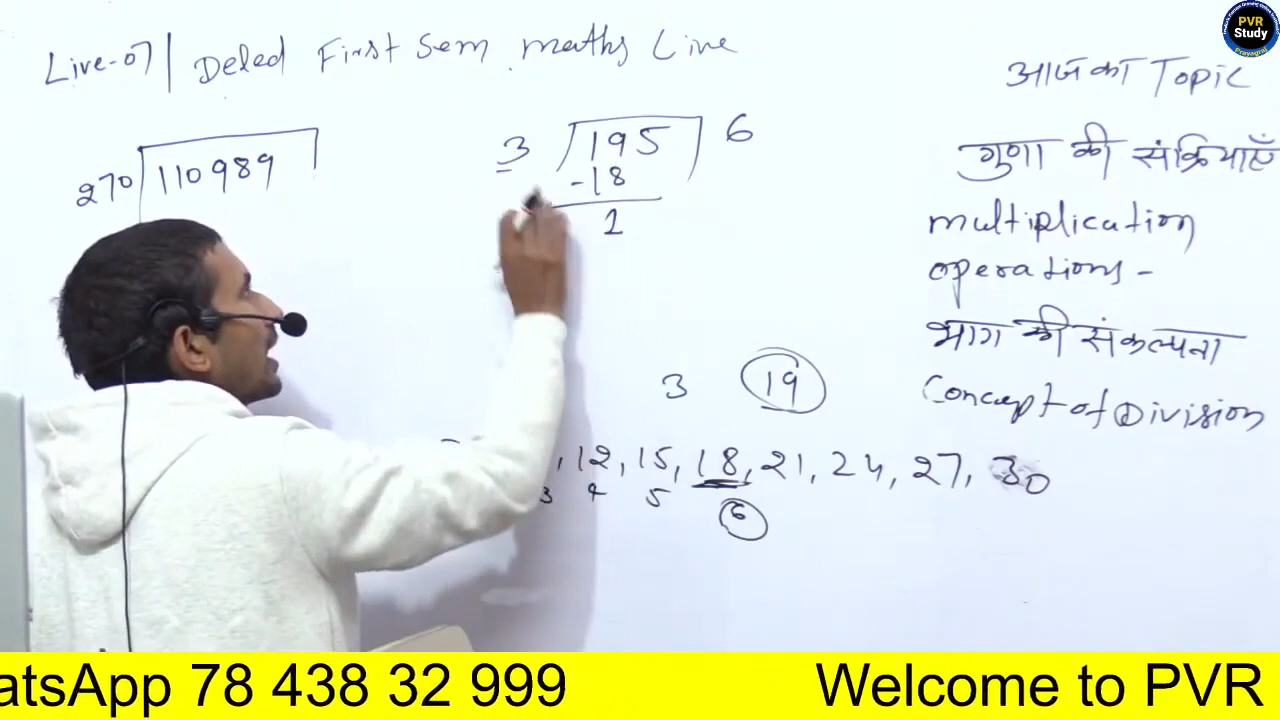 Live-07 | Deled First Sem maths Live
PVR
Study
Prayagraj
आज का Topic
गुणा की संक्रियाएँ
multiplication
operations -
भाग की संकल्पना
Concept of Division
270 110989
3 195 6
-18
1
3 19
, 12, 15, 18, 21, 24, 27, 30
3 4 5 6
atsApp 78 438 32 999 Welcome to PVR